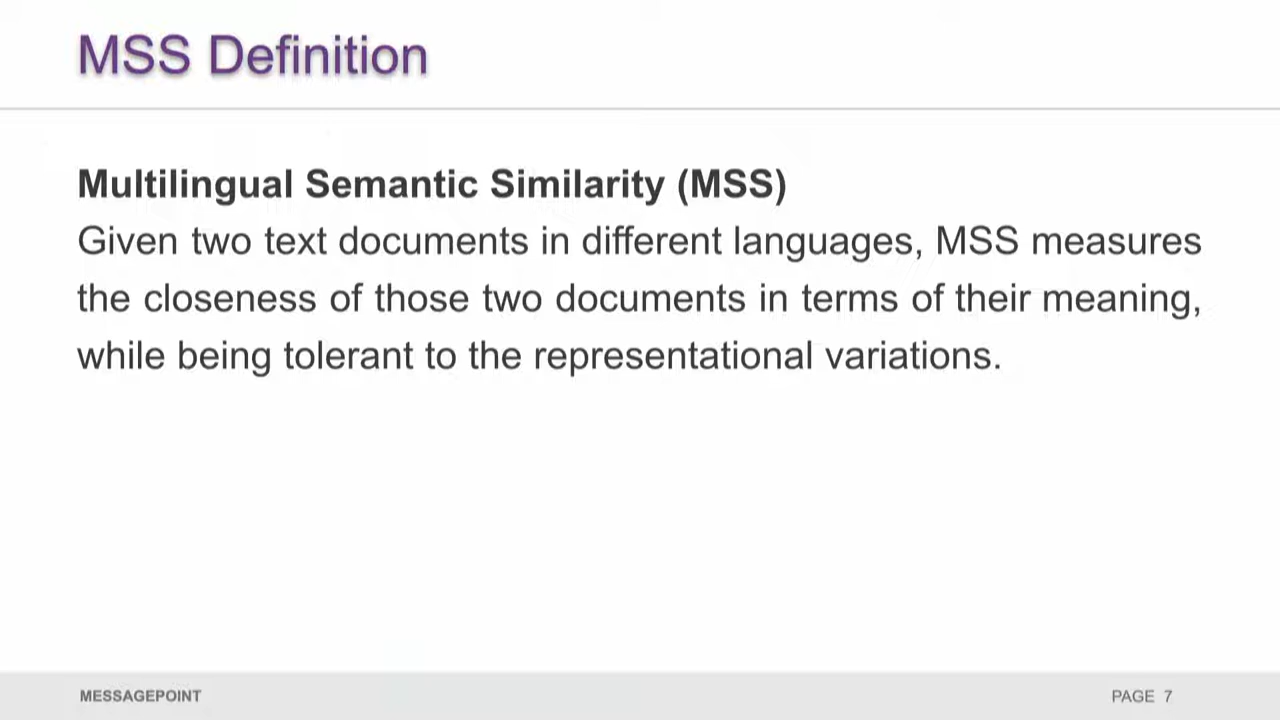 MSS Definition
Multilingual Semantic Similarity (MSS)
Given two text documents in different languages, MSS measures
the closeness of those two documents in terms of their meaning,
while being tolerant to the representational variations.
MESSAGEPOINT
PAGE 7